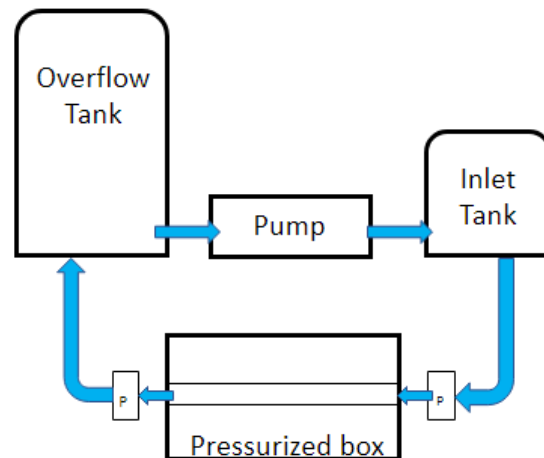 Overflow
Tank
Inlet
Tank
Pump
P
P
Pressurized box